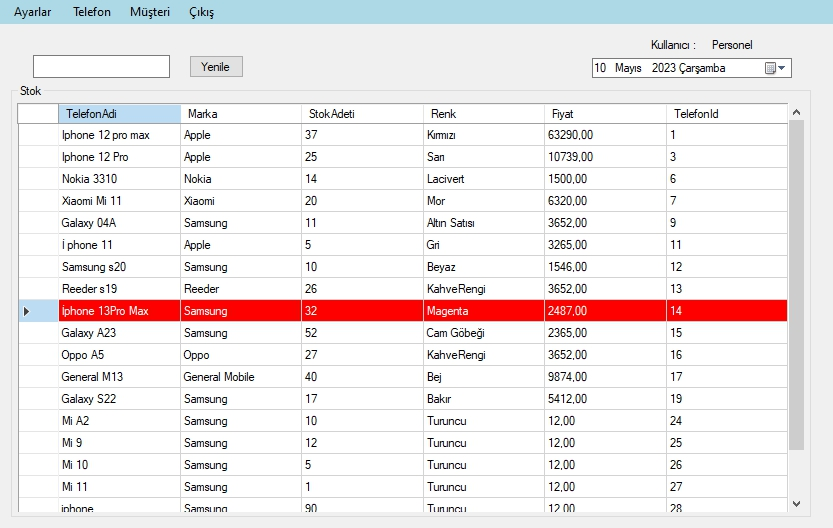 Ayarlar Telefon Müşteri Çıkış
Kullanıcı : Personel
Yenile
10 Mayıs 2023 Çarşamba
Stok
TelefonAdi Marka StokAdeti Renk Fiyat TelefonId
Iphone 12 pro max Apple 37 Kırmızı 63290,00 1
Iphone 12 Pro Apple 25 Sarı 10739,00 3
Nokia 3310 Nokia 14 Lacivert 1500,00 6
Xiaomi Mi 11 Xiaomi 20 Mor 6320,00 7
Galaxy 04A Samsung 11 Altın Satısı 3652,00 9
İ phone 11 Apple 5 Gri 3265,00 11
Samsung s20 Samsung 10 Beyaz 1546,00 12
Reeder s19 Reeder 26 KahveRengi 3652,00 13
İphone 13Pro Max Samsung 32 Magenta 2487,00 14
Galaxy A23 Samsung 52 Cam Göbeği 2365,00 15
Oppo A5 Oppo 27 KahveRengi 3652,00 16
General M13 General Mobile 40 Bej 9874,00 17
Galaxy S22 Samsung 17 Bakır 5412,00 19
Mi A2 Samsung 10 Turuncu 12,00 24
Mi 9 Samsung 12 Turuncu 12,00 25
Mi 10 Samsung 5 Turuncu 12,00 26
Mi 11 Samsung 1 Turuncu 12,00 27
iphone Samsung 90 Turuncu 12,00 28